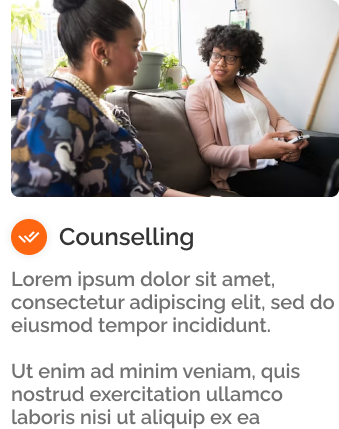 Counselling
Lorem ipsum dolor sit amet,
consectetur adipiscing elit, sed do
eiusmod tempor incididunt.
Ut enim ad minim veniam, quis
nostrud exercitation ullamco
laboris nisi ut aliquip ex ea